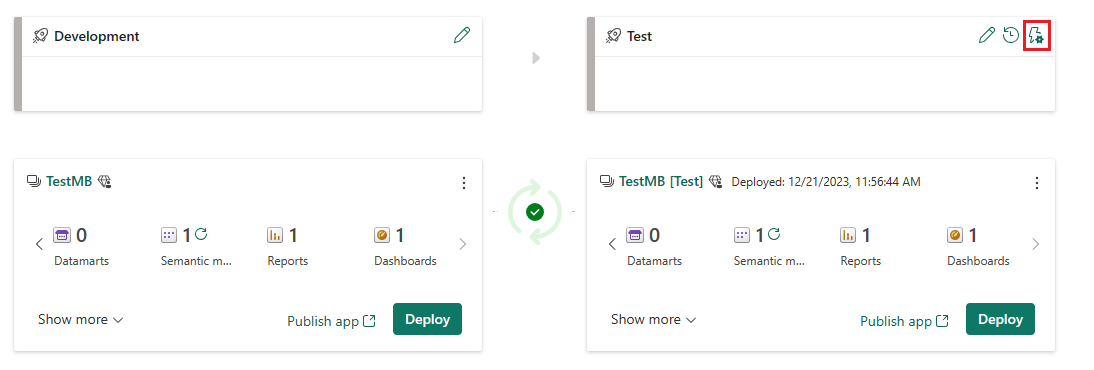 Development
Test
TestMB
TestMB [Test] Deployed: 12/21/2023, 11:56:44 AM
0 1 1 1
Datamarts Semantic m... Reports Dashboards
0 1 1 1
Datamarts Semantic m... Reports Dashboards
Show more Publish app Deploy
Show more Publish app Deploy